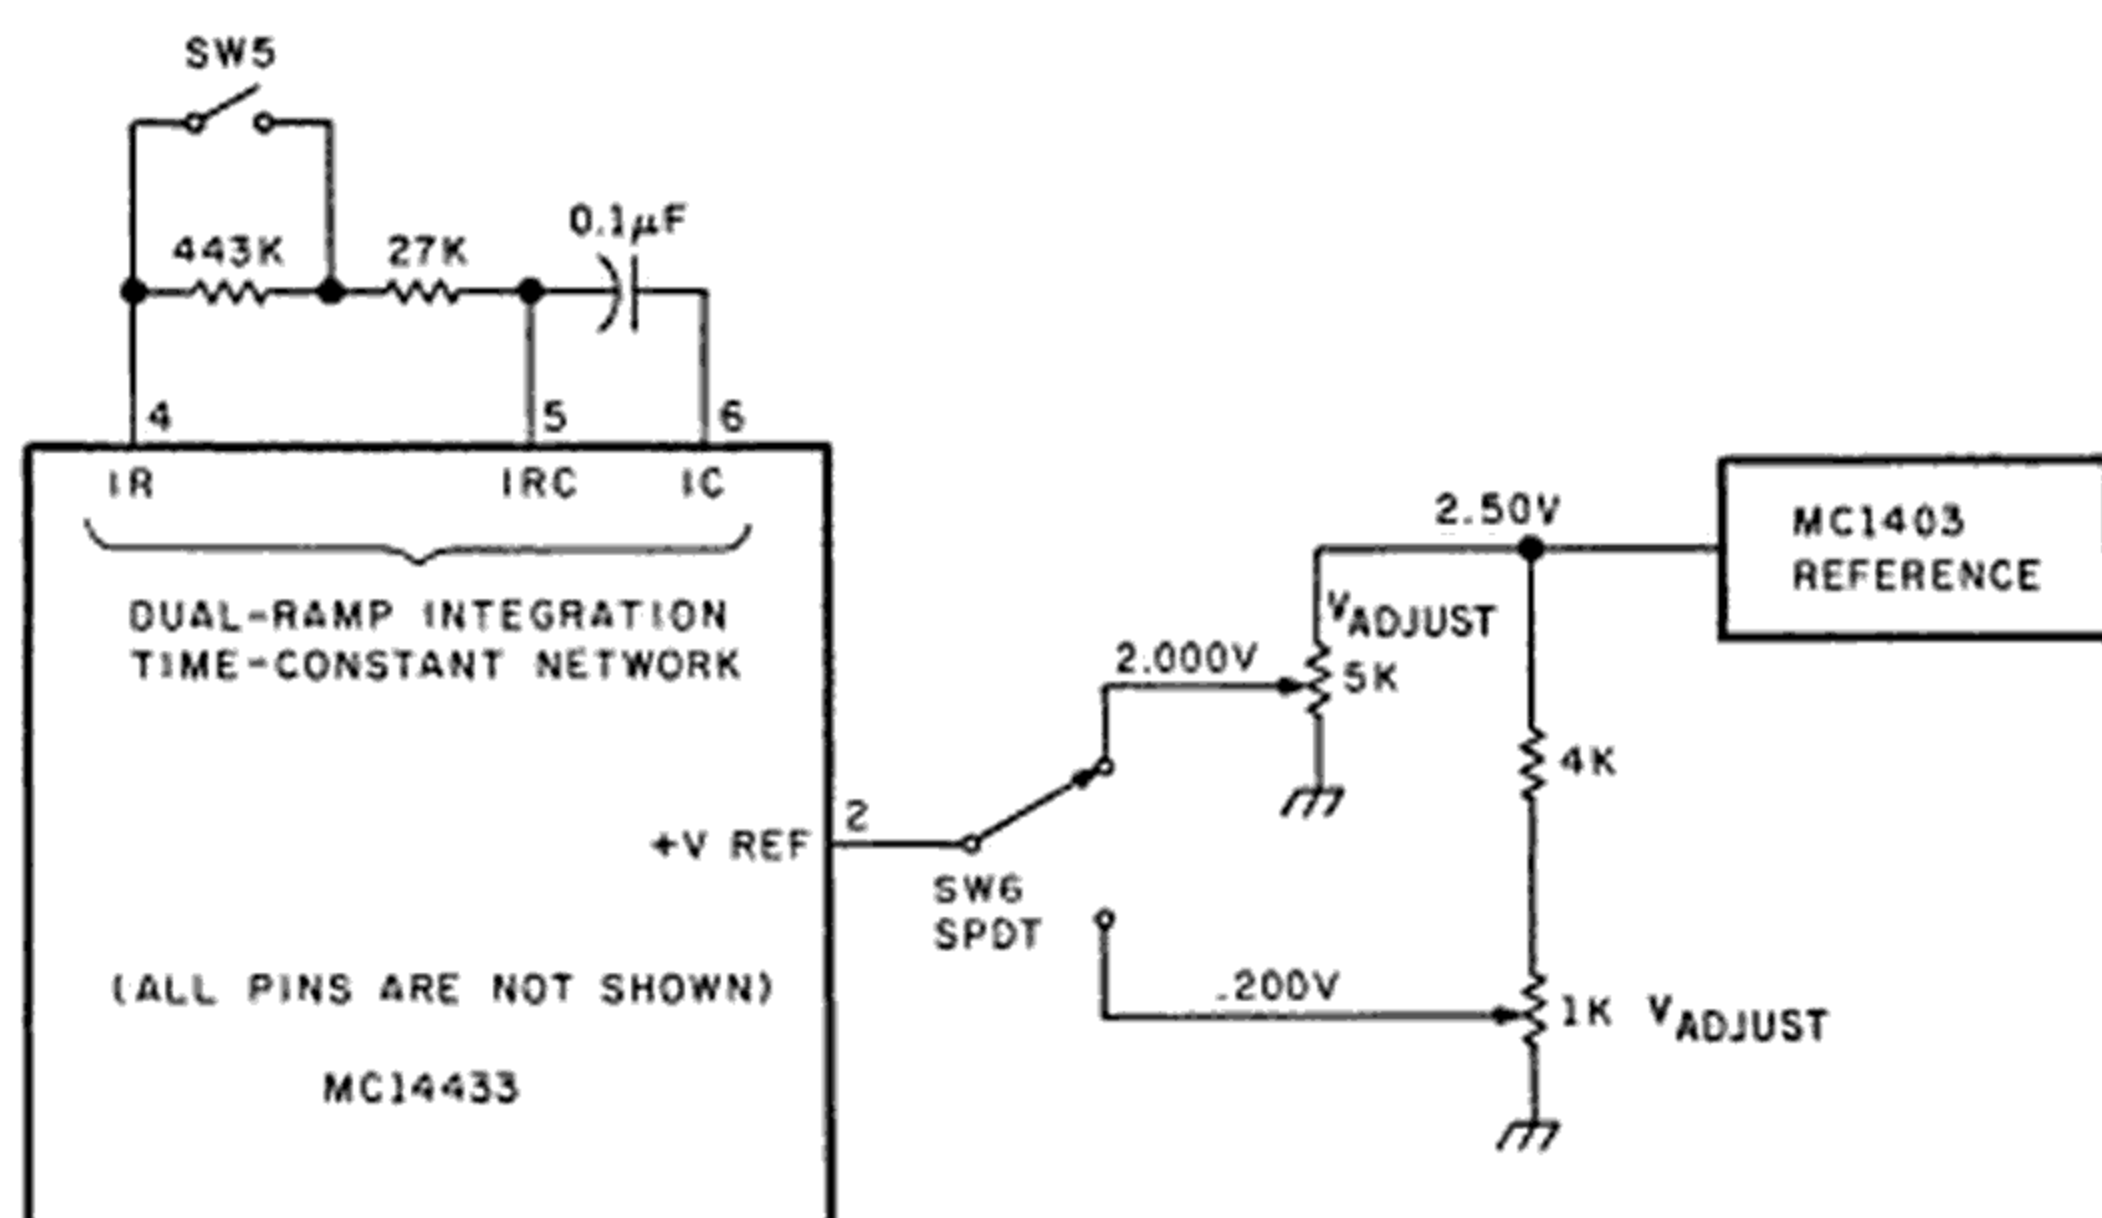 SW5
0.1µF
443K
27K
4
5
6
IR
IRC
IC
DUAL-RAMP INTEGRATION
TIME-CONSTANT NETWORK
2.50V
MC1403
REFERENCE
VADJUST
2.000V
5K
4K
2
+V REF
SW6
SPDT
.200V
1K VADJUST
(ALL PINS ARE NOT SHOWN)
MC14433